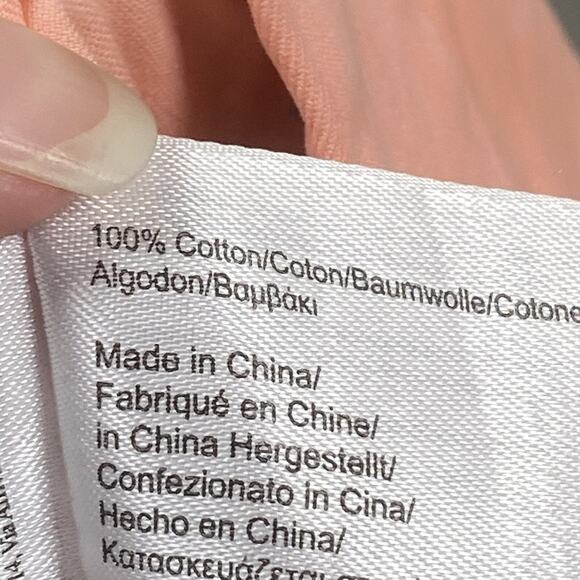 100% Cotton/Coton/Baumwolle/Cotone
Algodon/Βαμβάκι
Made in China/
Fabriqué en Chine/
in China Hergestellt/
Confezionato in Cina/
Hecho en China/
Κατασκευάζεται